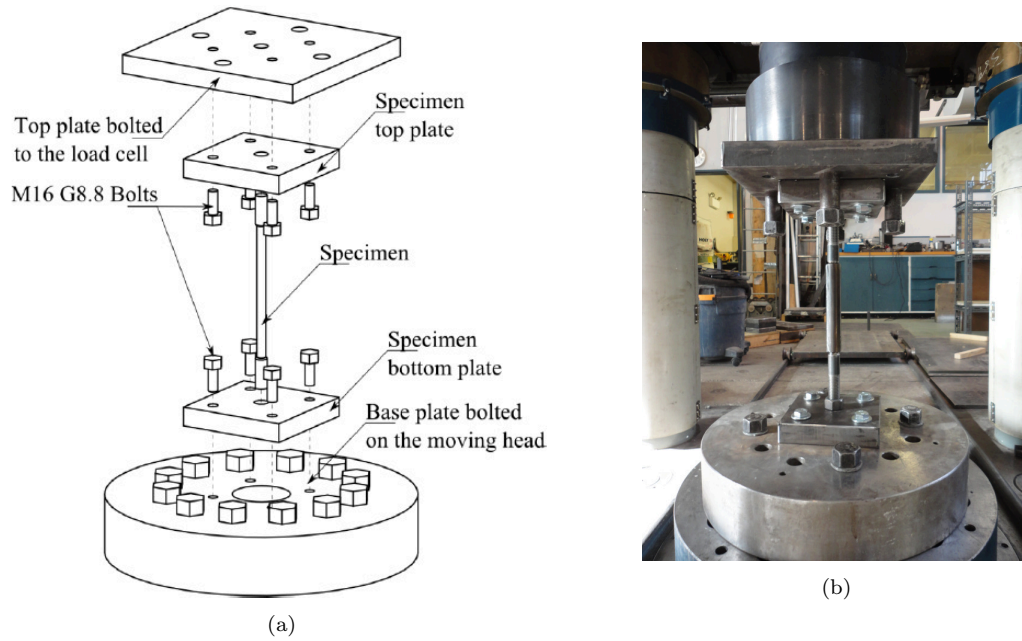 Top plate bolted
to the load cell
Specimen
top plate
M16 G8.8 Bolts
Specimen
Specimen
bottom plate
Base plate bolted
on the moving head
(a)
(b)